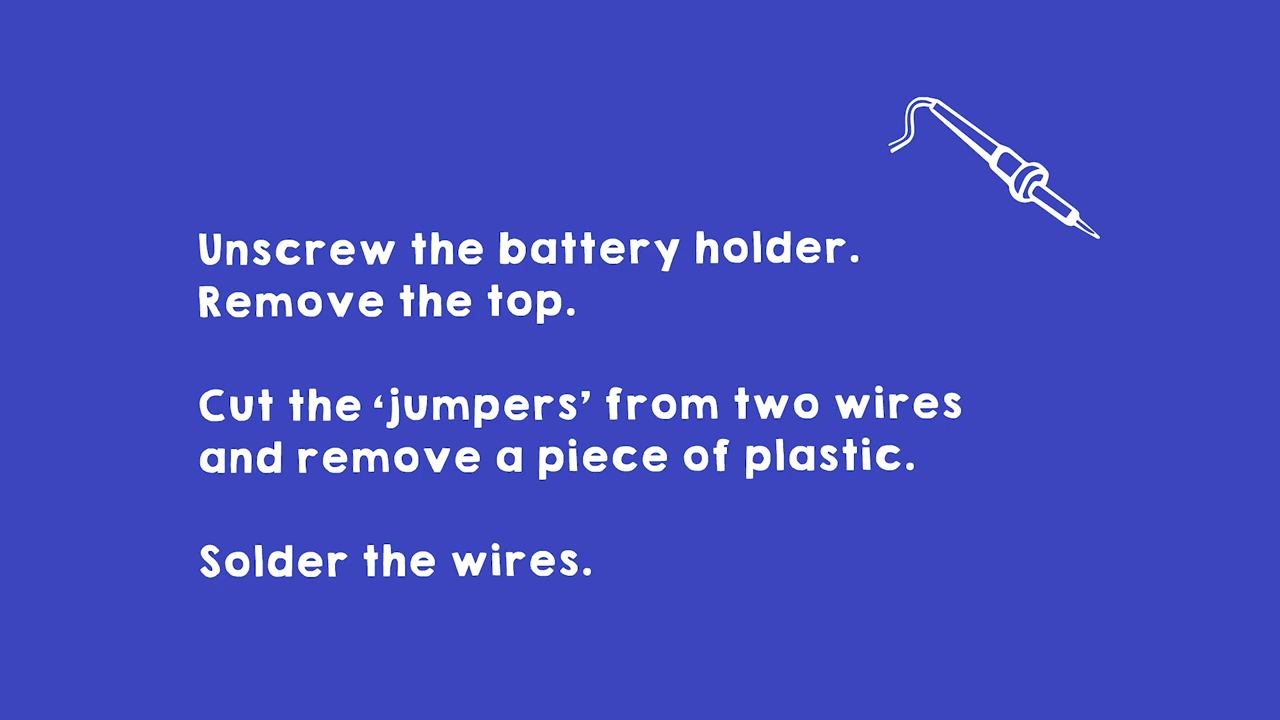 Unscrew the battery holder.
Remove the top.
Cut the ‘jumpers’ from two wires
and remove a piece of plastic.
Solder the wires.